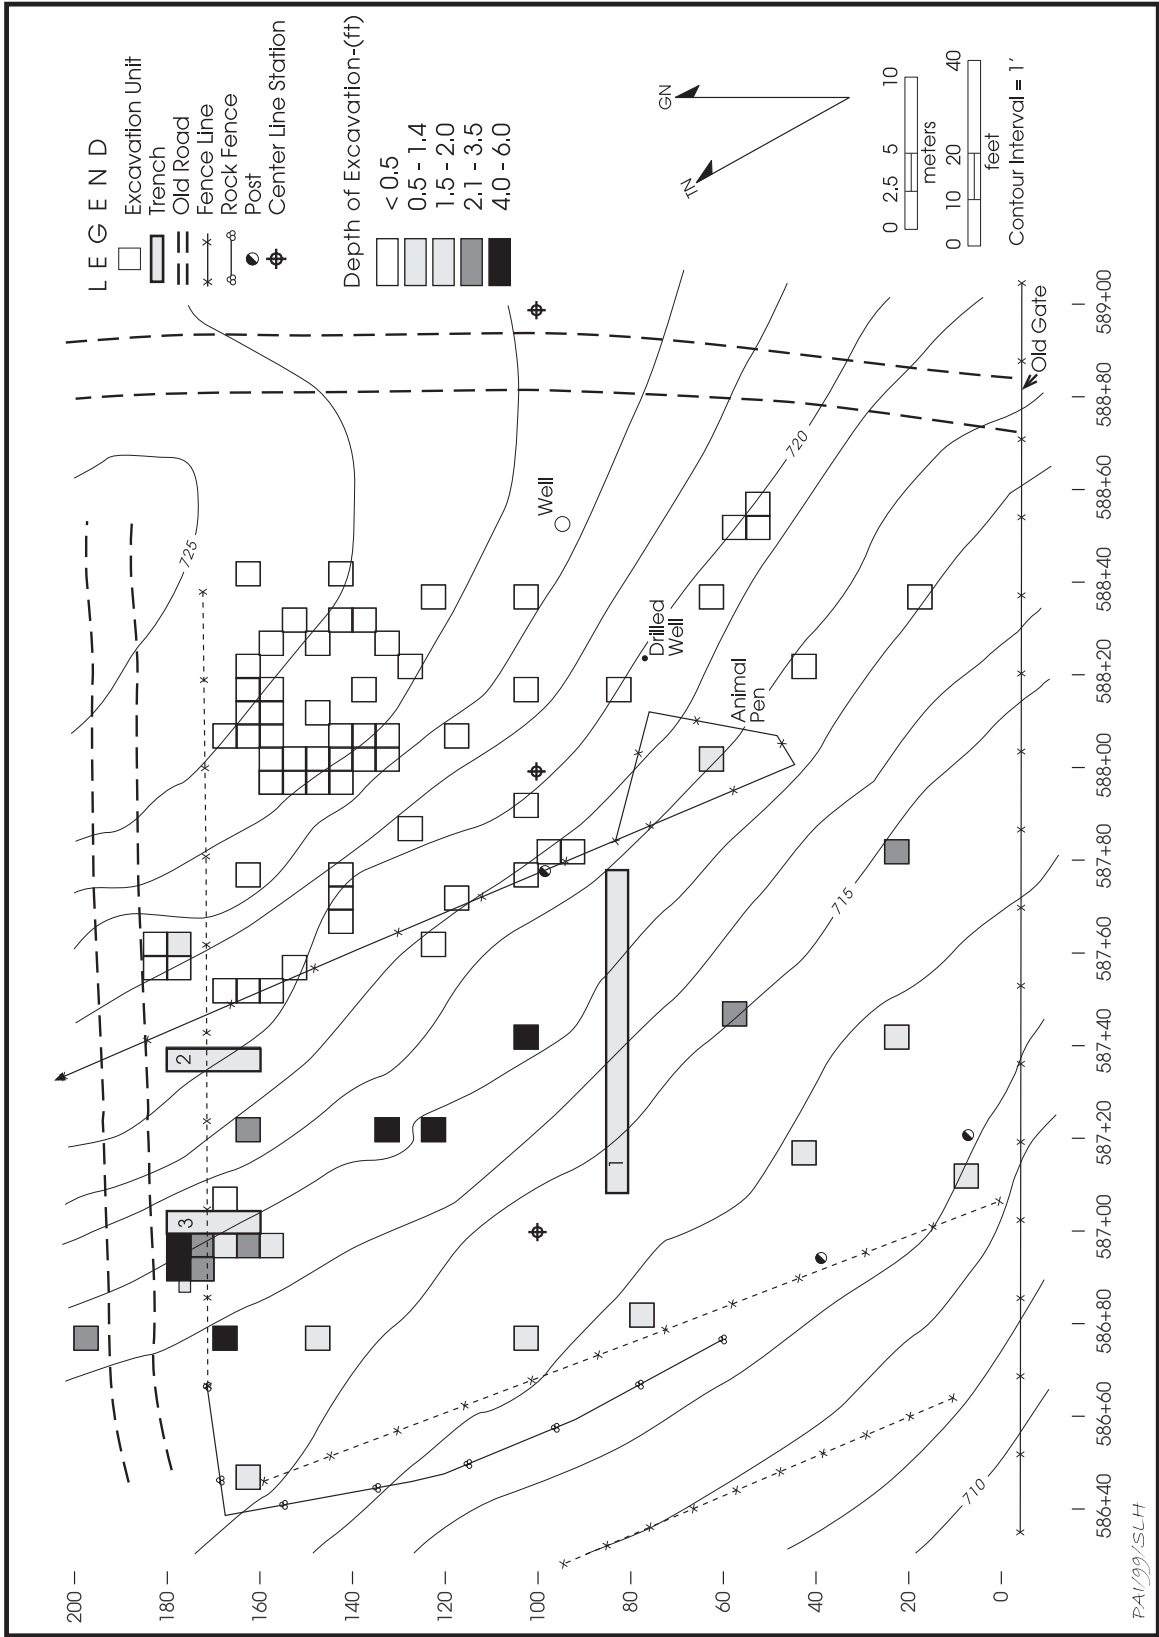 LEGEND
Excavation Unit
Trench
Old Road
Fence Line
Rock Fence
Post
Center Line Station
Depth of Excavation-(ft)
< 0.5
0.5 - 1.4
1.5 - 2.0
2.1 - 3.5
4.0 - 6.0
GN
TN
0 2.5 5 10
meters
0 10 20 40
feet
Contour Interval = 1'
725
720
715
710
Well
Drilled
Well
Animal
Pen
Old Gate
1
2
3
200
180
160
140
120
100
80
60
40
20
0
586+40
586+60
586+80
587+00
587+20
587+40
587+60
587+80
588+00
588+20
588+40
588+60
588+80
589+00
PAI/99/SLH